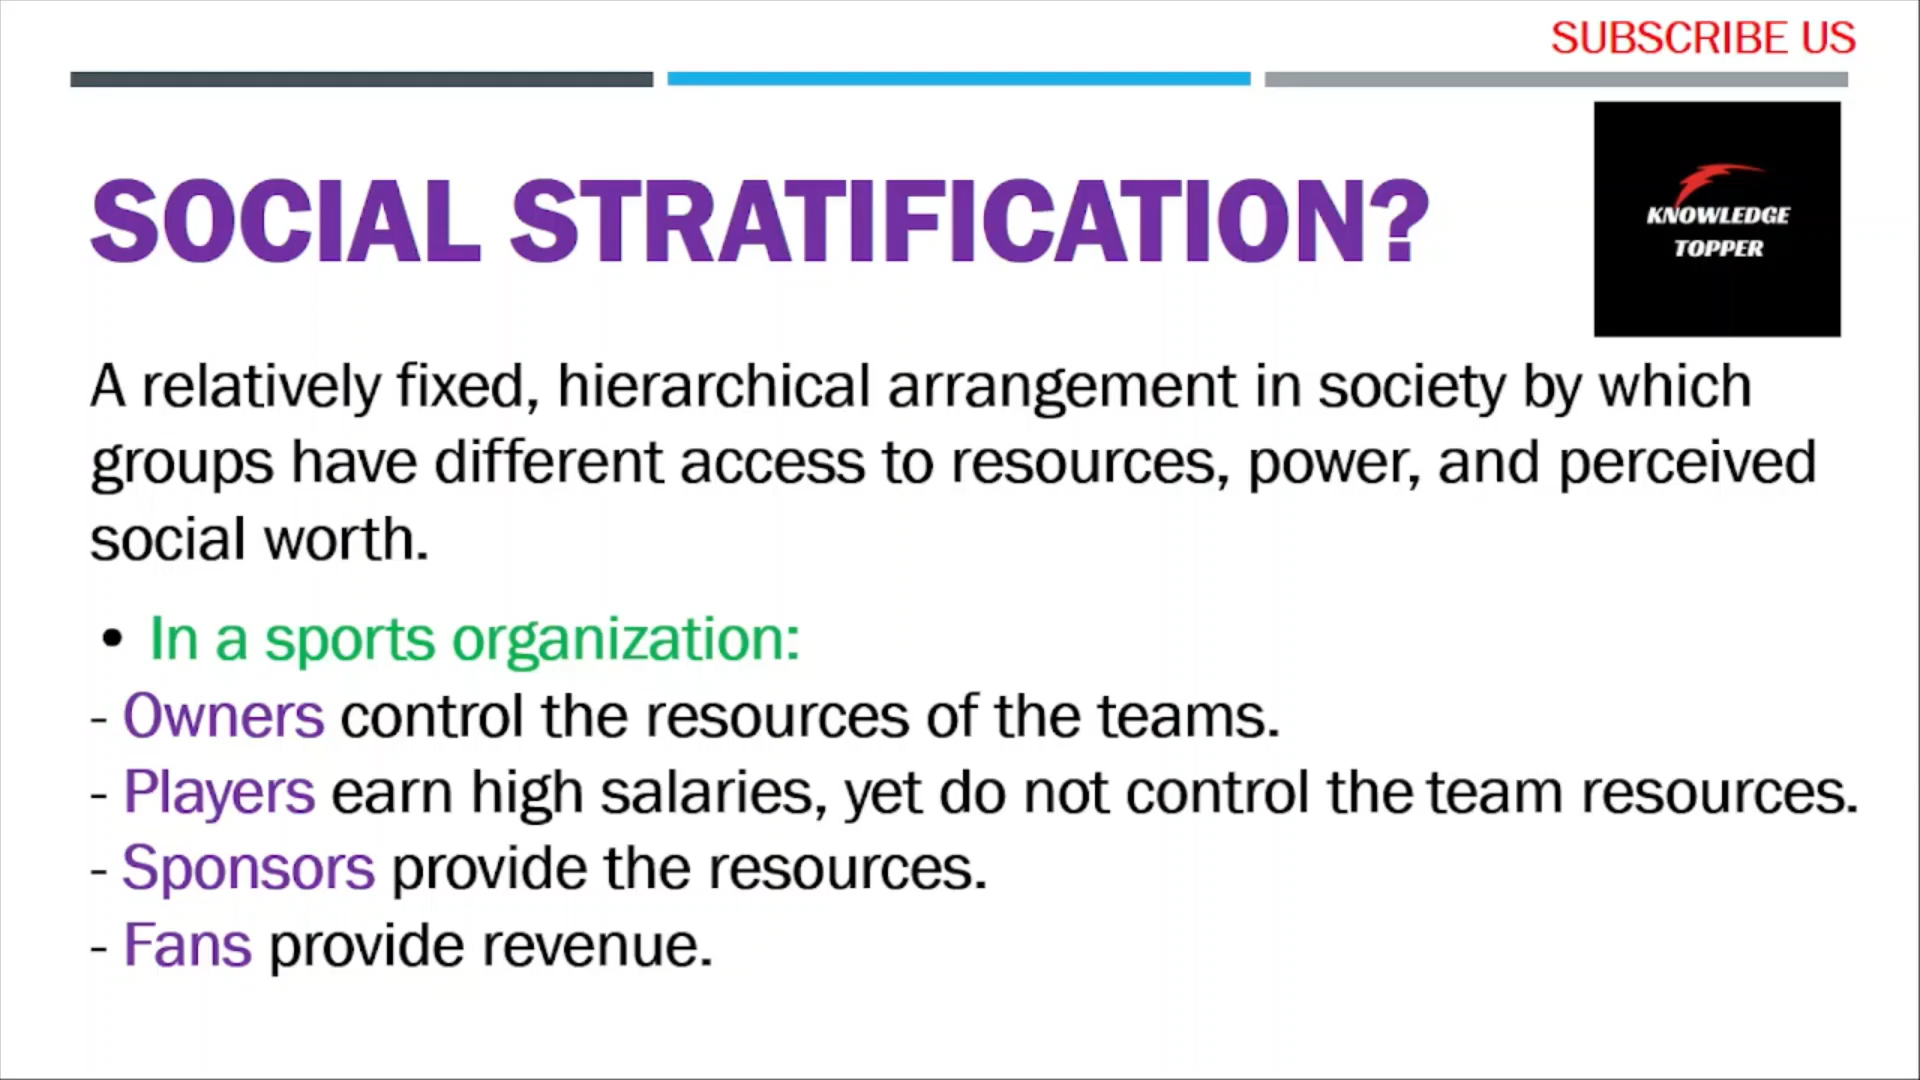 SUBSCRIBE US
KNOWLEDGE
TOPPER
SOCIAL STRATIFICATION?
A relatively fixed, hierarchical arrangement in society by which
groups have different access to resources, power, and perceived
social worth.
• In a sports organization:
- Owners control the resources of the teams.
- Players earn high salaries, yet do not control the team resources.
- Sponsors provide the resources.
- Fans provide revenue.